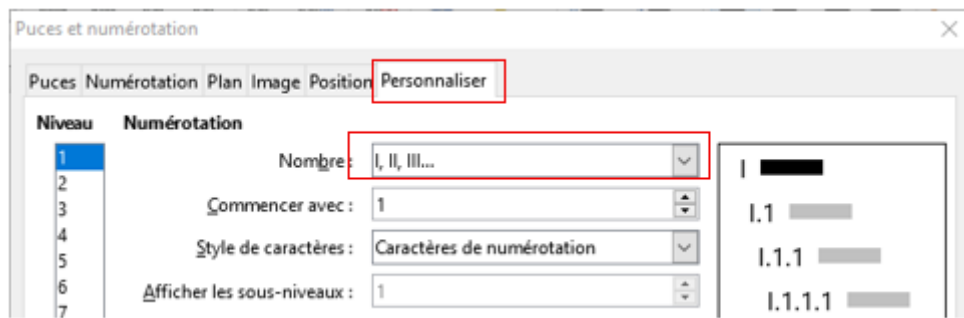 Puces et numérotation
Puces Numérotation Plan Image Position Personnaliser
Niveau Numérotation
1 Nombre : I, II, III... I
2
3 Commencer avec : 1 I.1
4
5 Style de caractères : Caractères de numérotation I.1.1
6 Afficher les sous-niveaux : 1 I.1.1.1
7